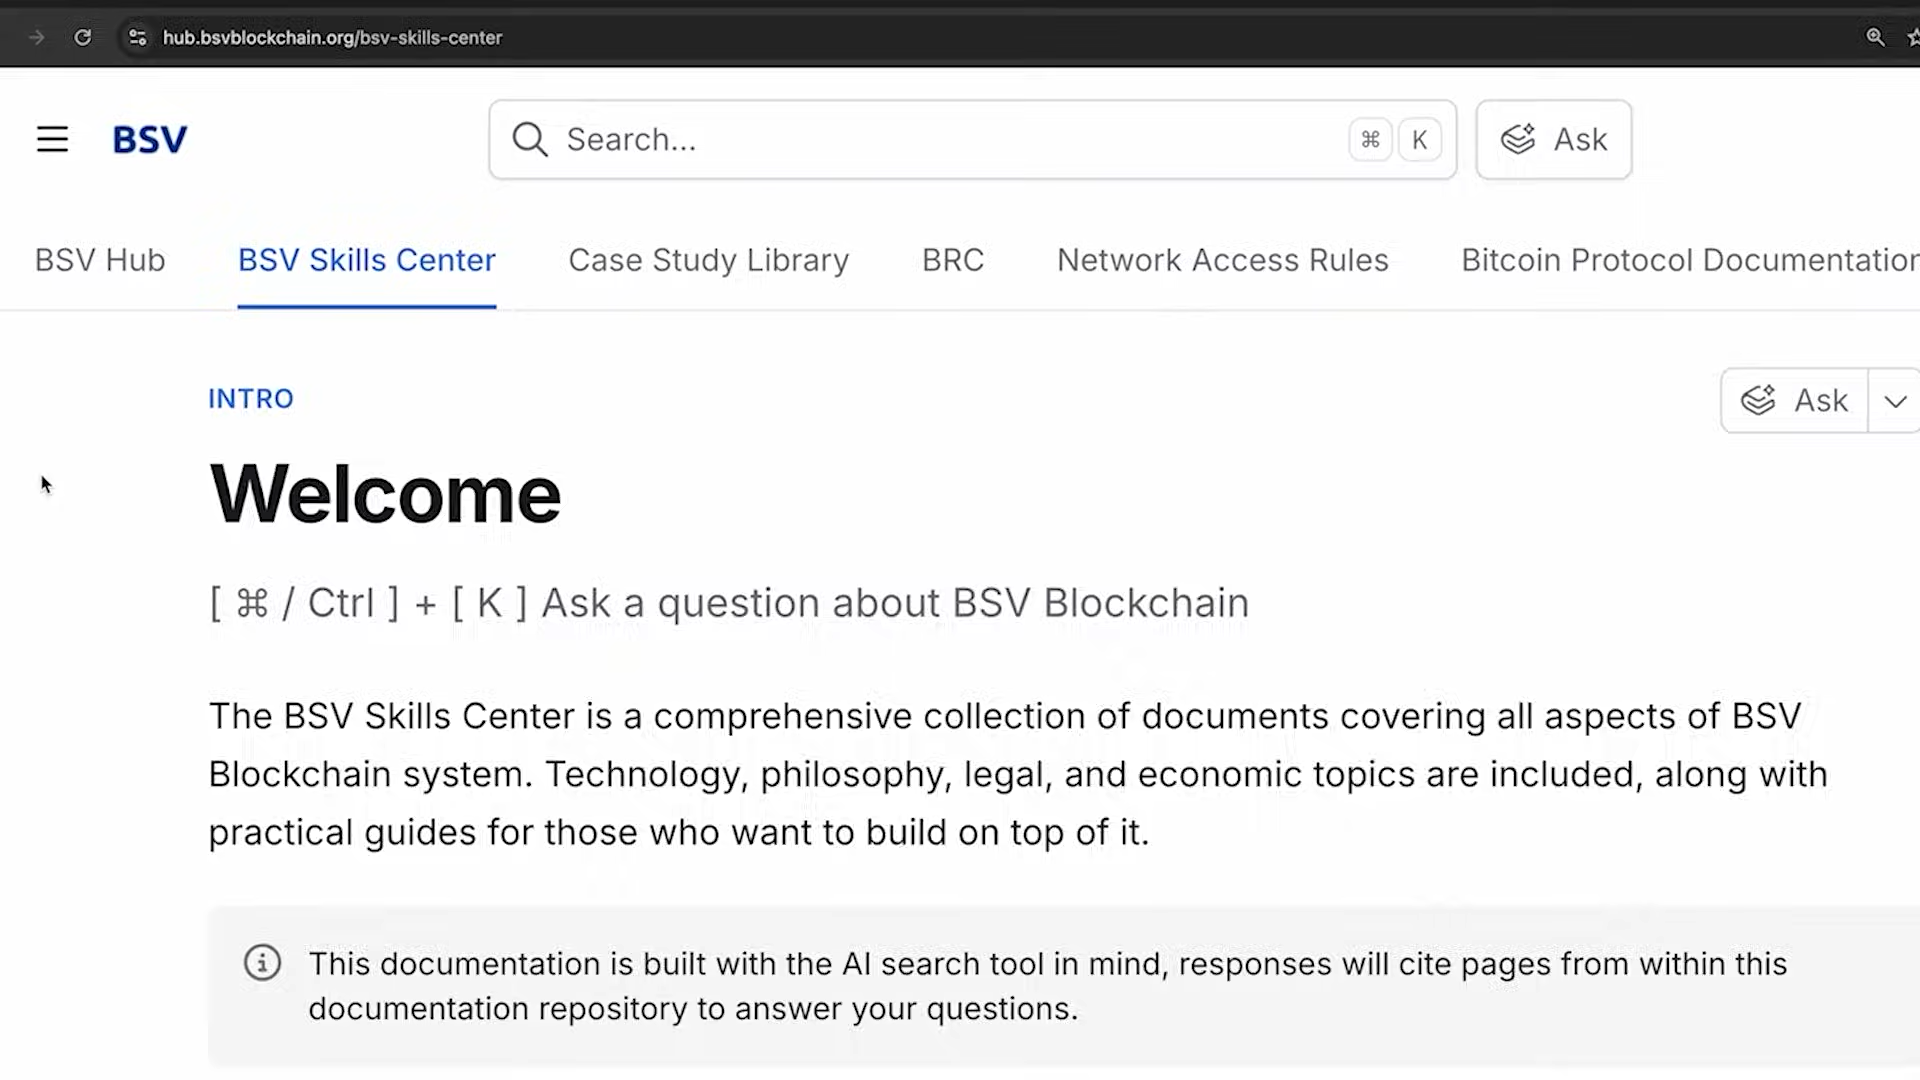 hub.bsvblockchain.org/bsv-skills-center
BSV
Search...
⌘ K
Ask
BSV Hub
BSV Skills Center
Case Study Library
BRC
Network Access Rules
Bitcoin Protocol Documentation
INTRO
Ask
Welcome
[ ⌘ / Ctrl ] + [ K ] Ask a question about BSV Blockchain
The BSV Skills Center is a comprehensive collection of documents covering all aspects of BSV
Blockchain system. Technology, philosophy, legal, and economic topics are included, along with
practical guides for those who want to build on top of it.
This documentation is built with the AI search tool in mind, responses will cite pages from within this
documentation repository to answer your questions.